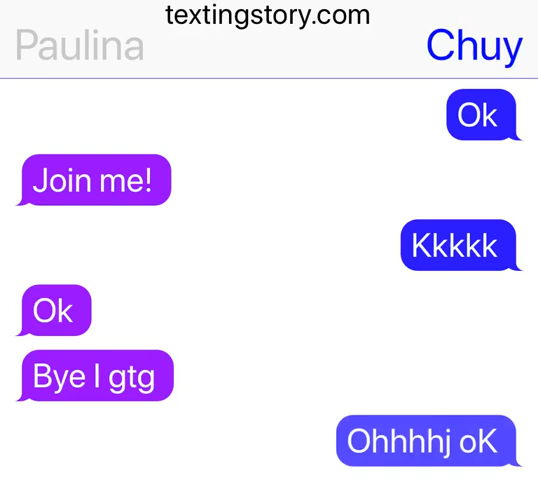 textingstory.com
Paulina Chuy
Ok
Join me!
Kkkkk
Ok
Bye I gtg
Ohhhhj oK